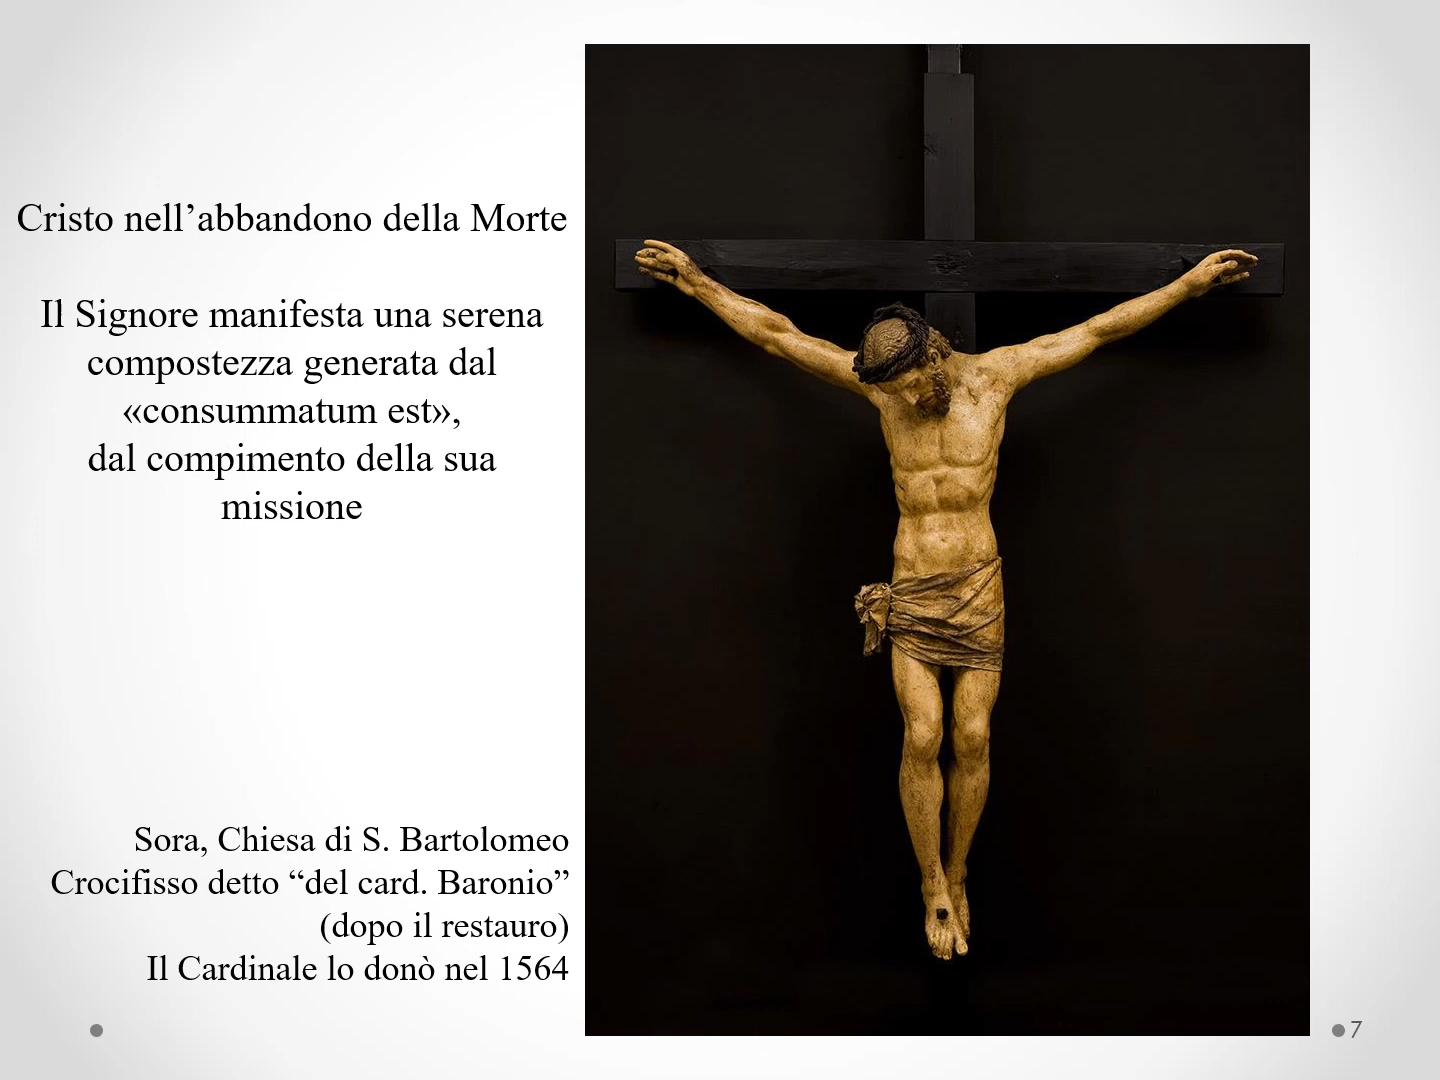 Cristo nell’abbandono della Morte
Il Signore manifesta una serena
compostezza generata dal
«consummatum est»,
dal compimento della sua
missione
Sora, Chiesa di S. Bartolomeo
Crocifisso detto “del card. Baronio”
(dopo il restauro)
Il Cardinale lo donò nel 1564
7